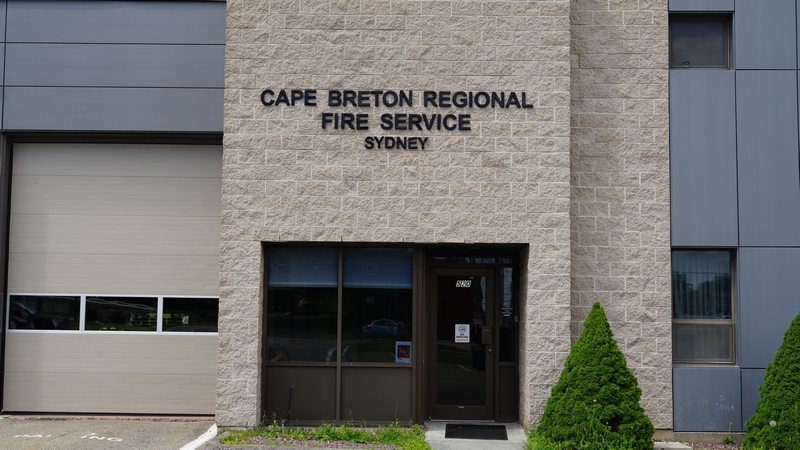 CAPE BRETON REGIONAL
FIRE SERVICE
SYDNEY